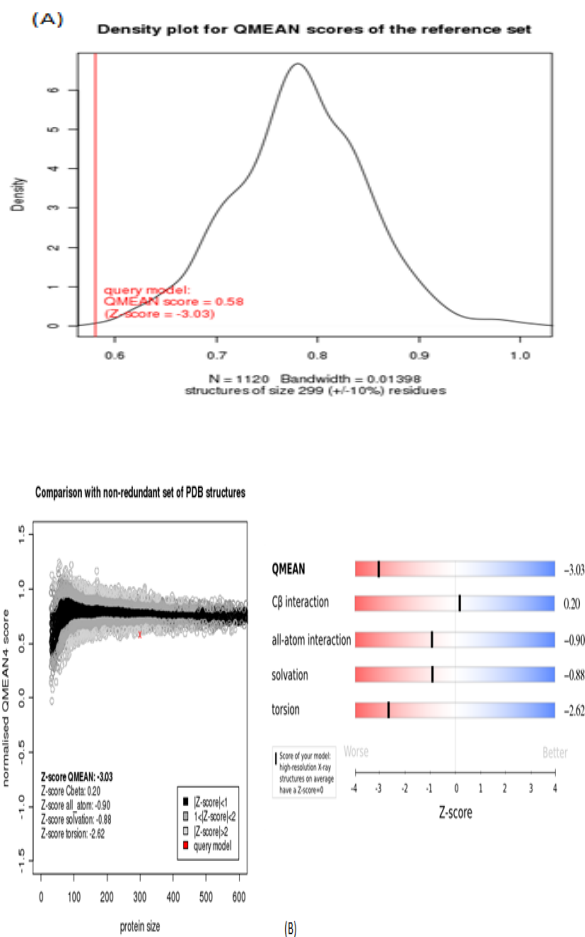 (A)
Density plot for QMEAN scores of the reference set
Density
0
1
2
3
4
5
6
query model:
QMEAN score = 0.58
(Z-score = -3.03)
0.6 0.7 0.8 0.9 1.0
N = 1120 Bandwidth = 0.01398
structures of size 299 (+/-10%) residues
Comparison with non-redundant set of PDB structures
normalised QMEAN4 score
1.5
1.0
0.5
0.0
-0.5
-1.0
-1.5
x
Z-score QMEAN: -3.03
Z-score Cbeta: 0.20
Z-score all_atom: -0.90
Z-score solvation: -0.88
Z-score torsion: -2.62
|Z-score|<1
1<|Z-score|<2
|Z-score|>2
query model
0 100 200 300 400 500 600
protein size
QMEAN −3.03
Cβ interaction 0.20
all-atom interaction −0.90
solvation −0.88
torsion −2.62
Score of your model:
high-resolution X-ray
structures on average
have a Z-score=0
Worse Better
-4 -3 -2 -1 0 1 2 3 4
Z-score
(B)